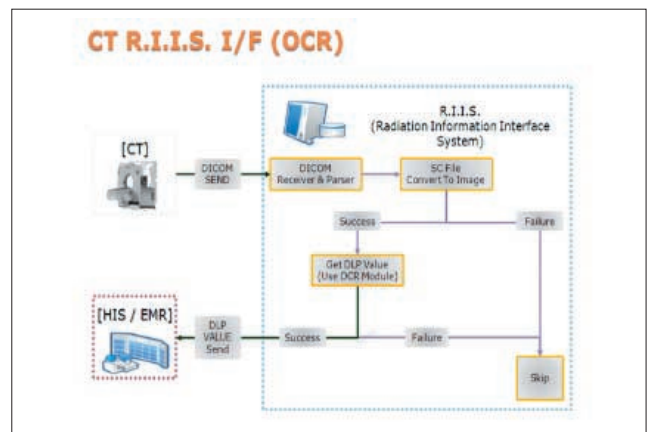 CT R.I.I.S. I/F (OCR)
R.I.I.S.
(Radiation Information Interface
System)
[CT]
DICOM
SEND
DICOM
Receiver & Parser
SC File
Convert To Image
Success
Failure
Get DLP Value
(Use OCR Module)
[HIS / EMR]
DLP
VALUE
Send
Success
Failure
Skip